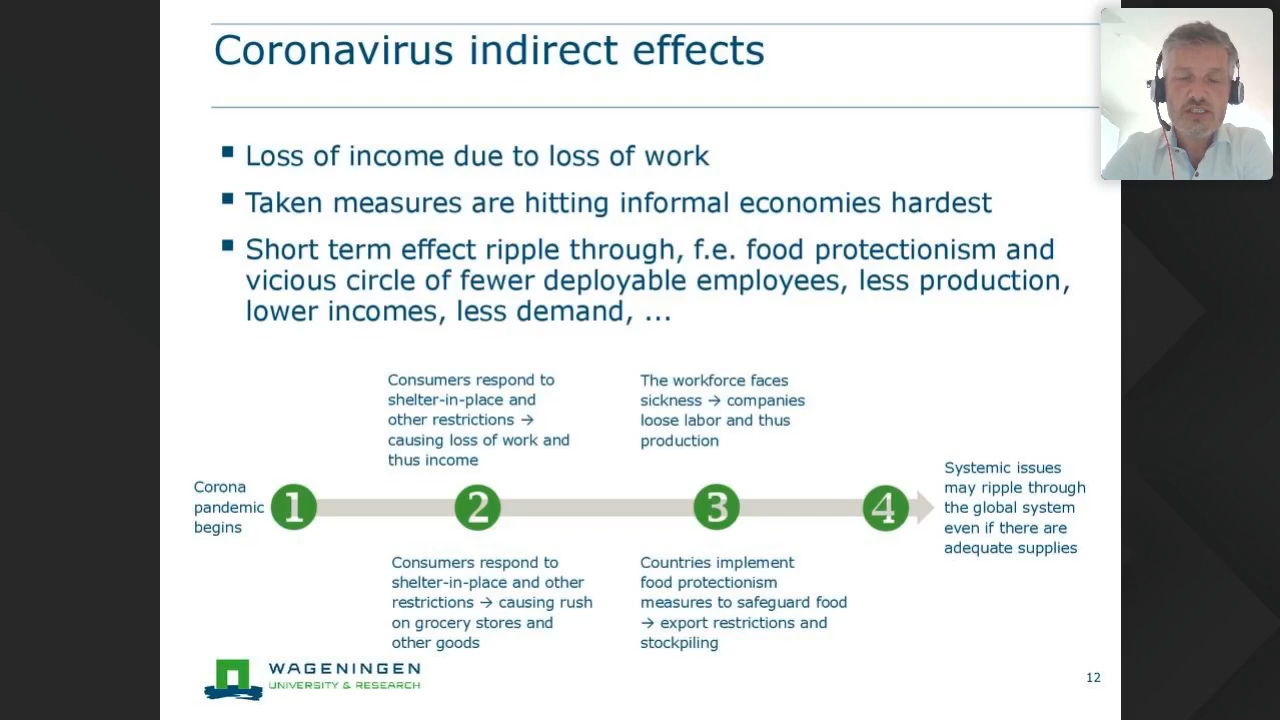 Coronavirus indirect effects
Loss of income due to loss of work
Taken measures are hitting informal economies hardest
Short term effect ripple through, f.e. food protectionism and
vicious circle of fewer deployable employees, less production,
lower incomes, less demand, ...
Corona
pandemic
begins
1
Consumers respond to
shelter-in-place and
other restrictions →
causing loss of work and
thus income
2
Consumers respond to
shelter-in-place and other
restrictions → causing rush
on grocery stores and
other goods
The workforce faces
sickness → companies
loose labor and thus
production
3
Countries implement
food protectionism
measures to safeguard food
→ export restrictions and
stockpiling
4
Systemic issues
may ripple through
the global system
even if there are
adequate supplies
WAGENINGEN
UNIVERSITY & RESEARCH
12